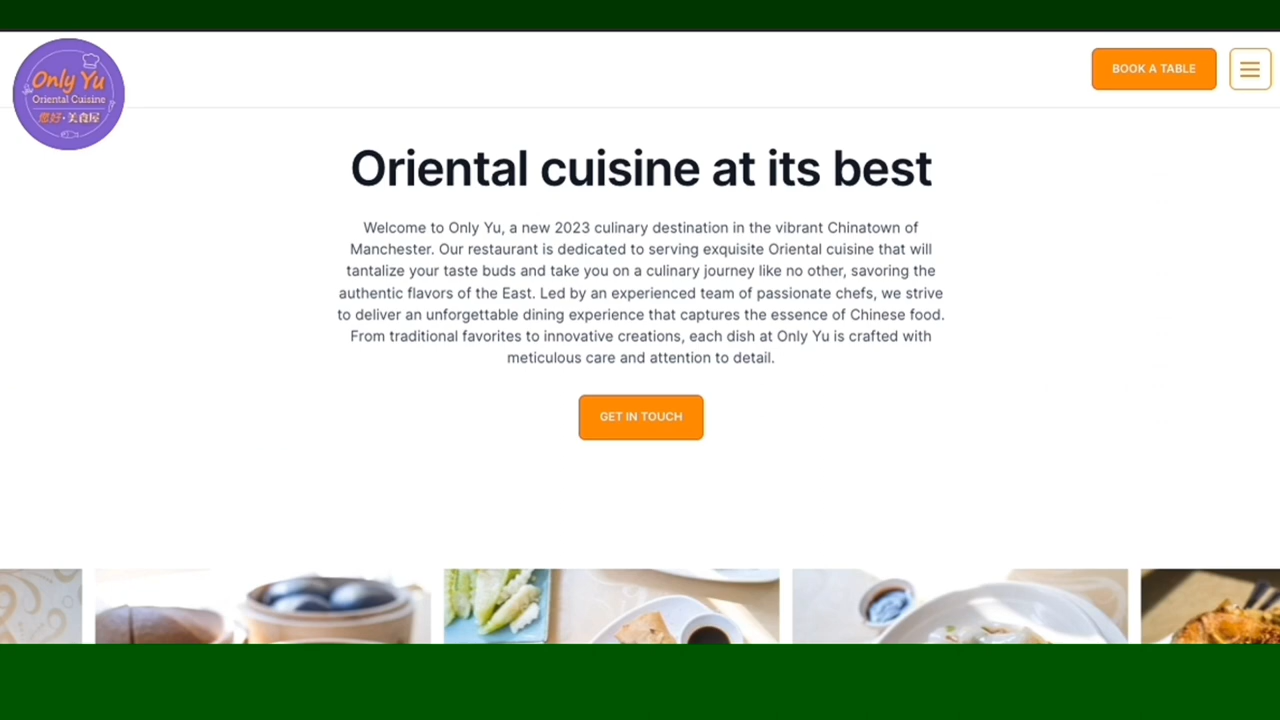 Only Yu
Oriental Cuisine
您好·美食屋
BOOK A TABLE
Oriental cuisine at its best
Welcome to Only Yu, a new 2023 culinary destination in the vibrant Chinatown of
Manchester. Our restaurant is dedicated to serving exquisite Oriental cuisine that will
tantalize your taste buds and take you on a culinary journey like no other, savoring the
authentic flavors of the East. Led by an experienced team of passionate chefs, we strive
to deliver an unforgettable dining experience that captures the essence of Chinese food.
From traditional favorites to innovative creations, each dish at Only Yu is crafted with
meticulous care and attention to detail.
GET IN TOUCH